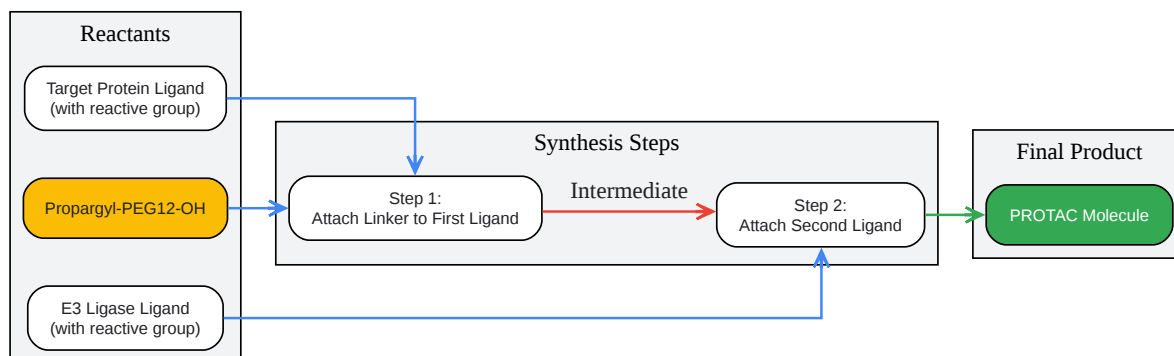 Reactants
Target Protein Ligand
(with reactive group)
Propargyl-PEG12-OH
E3 Ligase Ligand
(with reactive group)
Synthesis Steps
Step 1:
Attach Linker to First Ligand
Intermediate
Step 2:
Attach Second Ligand
Final Product
PROTAC Molecule